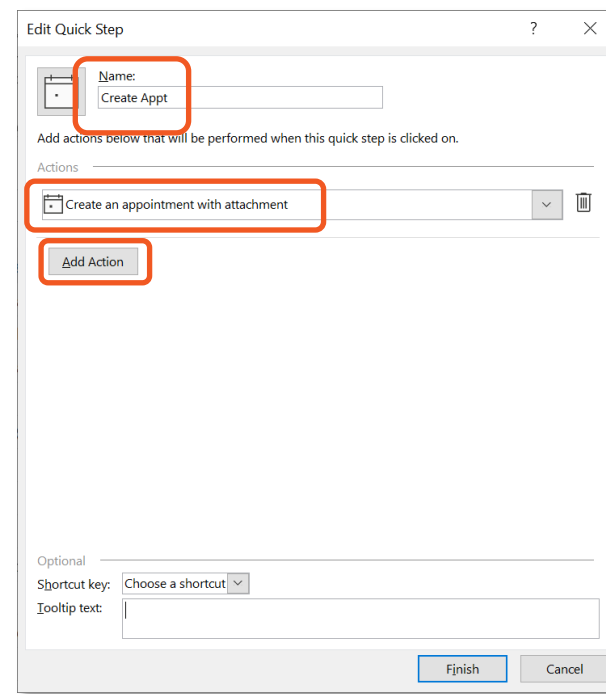 Edit Quick Step ?
Name:
Create Appt
Add actions below that will be performed when this quick step is clicked on.
Actions
Create an appointment with attachment
Add Action
Optional
Shortcut key: Choose a shortcut
Tooltip text:
Finish Cancel